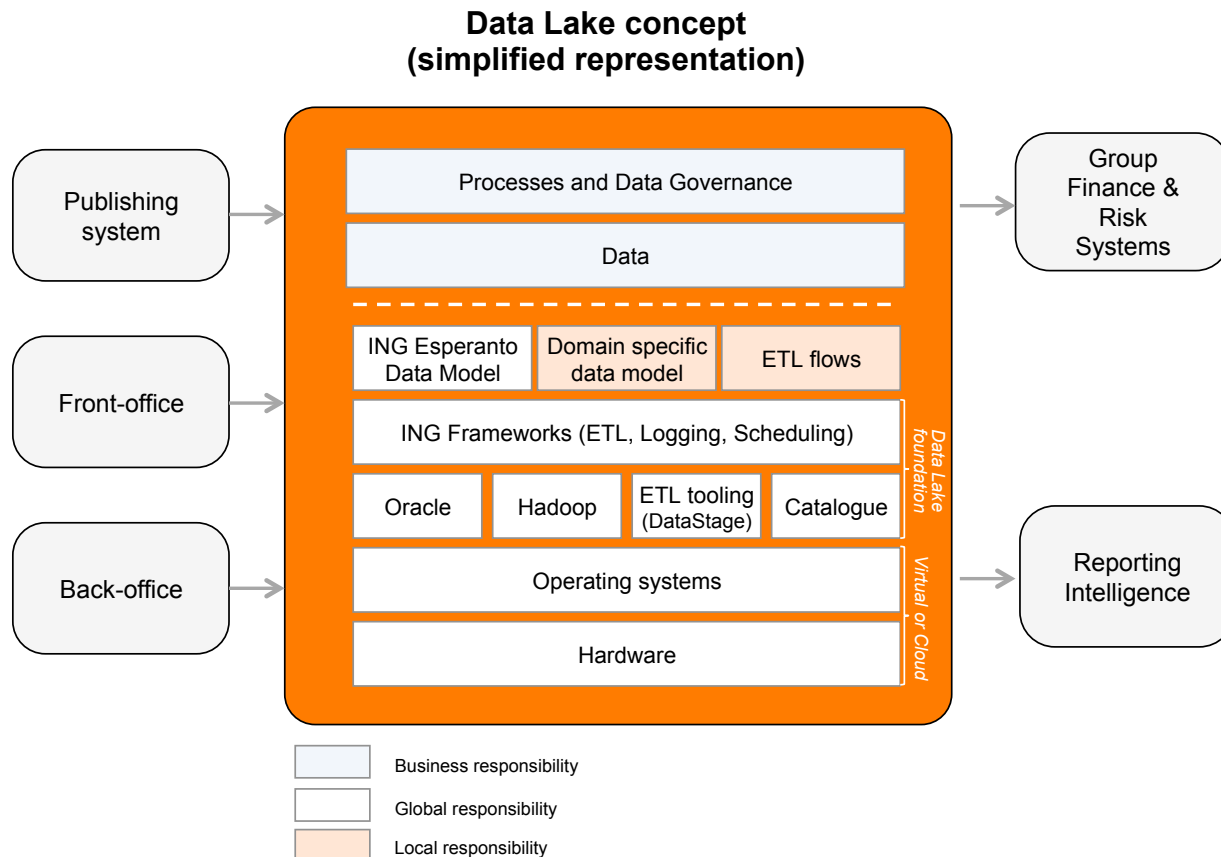 Data Lake concept
(simplified representation)
Publishing
system
Front-office
Back-office
Processes and Data Governance
Data
ING Esperanto
Data Model
Domain specific
data model
ETL flows
ING Frameworks (ETL, Logging, Scheduling)
Oracle
Hadoop
ETL tooling
(DataStage)
Catalogue
Operating systems
Hardware
Data Lake
foundation
Virtual or Cloud
Group
Finance &
Risk
Systems
Reporting
Intelligence
Business responsibility
Global responsibility
Local responsibility